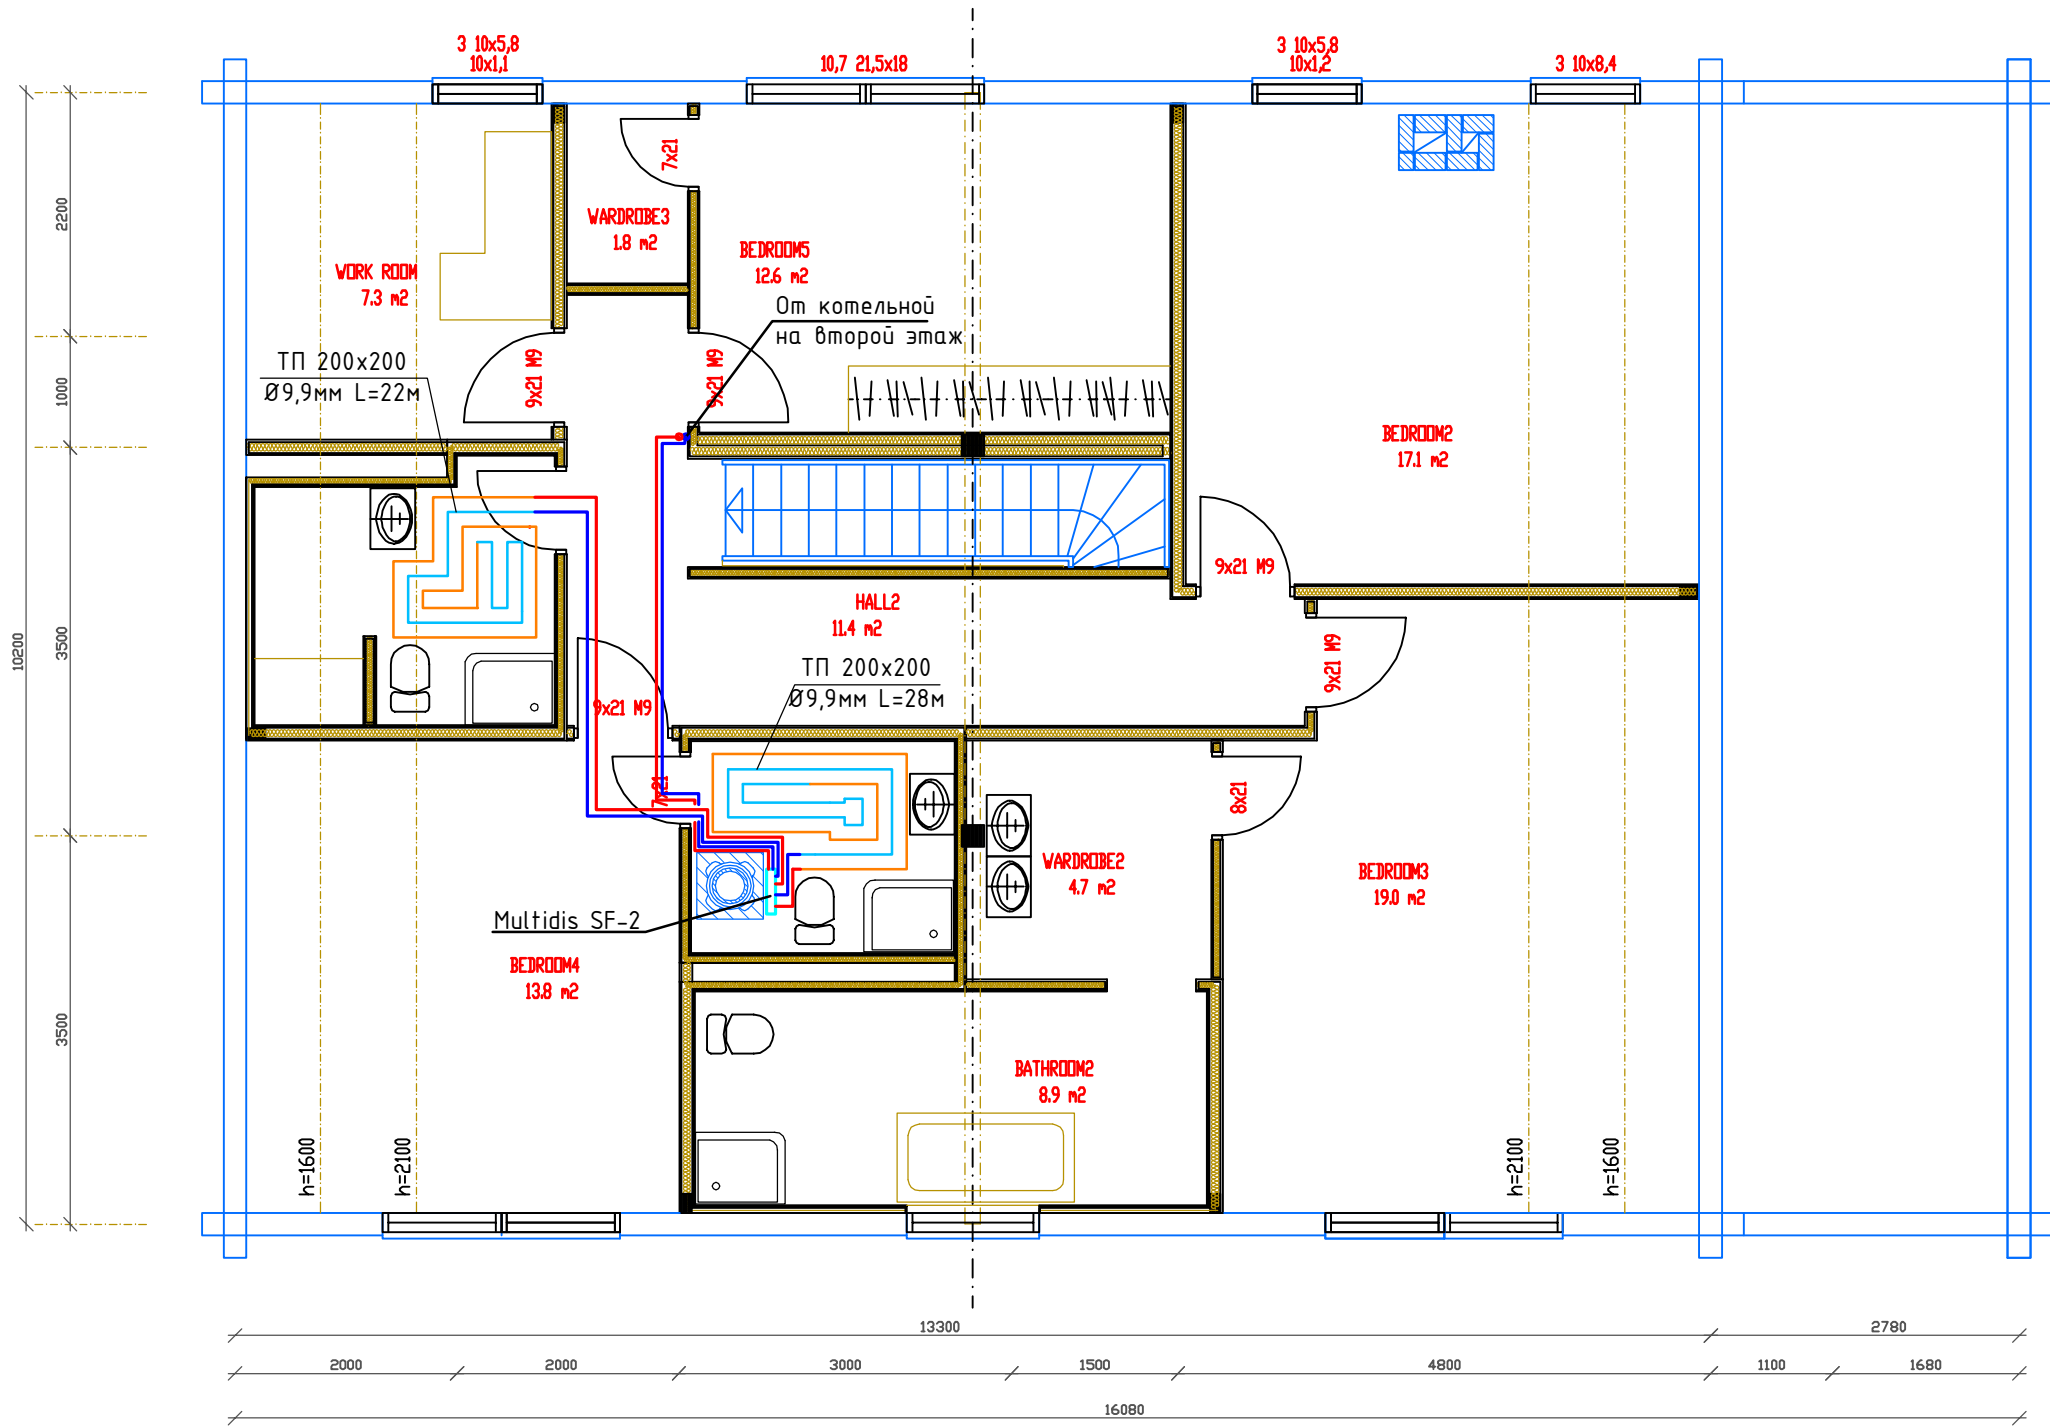 3 10x5,8
10x1,1
10,7 21,5x18
3 10x5,8
10x1,2
3 10x8,4
7x21
WARDROBE3
1.8 m2
BEDROOM5
12.6 m2
WORK ROOM
7.3 m2
От котельной
на второй этаж
ТП 200х200
Ø9,9мм L=22м
9x21 M9
9x21 M9
BEDROOM2
17.1 m2
9x21 M9
HALL2
11.4 m2
9x21 M9
ТП 200х200
Ø9,9мм L=28м
9x21 M9
7x21
8x21
WARDROBE2
4.7 m2
BEDROOM3
19.0 m2
Multidis SF-2
BEDROOM4
13.8 m2
BATHROOM2
8.9 m2
h=1600
h=2100
h=2100
h=1600
2200
1000
3500
3500
10200
13300
2780
2000
2000
3000
1500
4800
1100
1680
16080